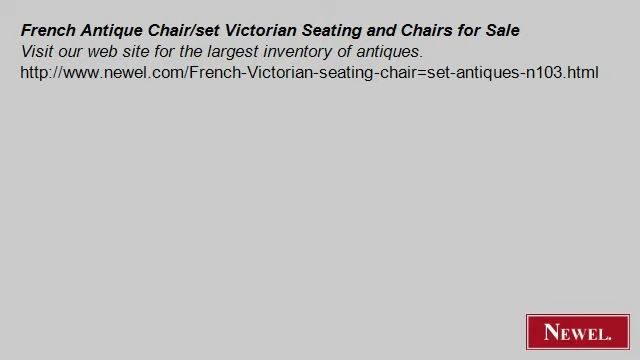 French Antique Chair/set Victorian Seating and Chairs for Sale
Visit our web site for the largest inventory of antiques.
http://www.newel.com/French-Victorian-seating-chair=set-antiques-n103.html
NEWEL.